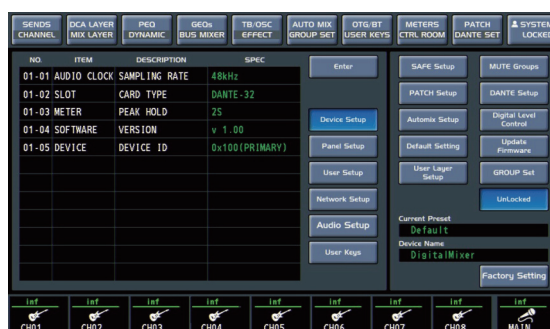 SENDS DCA LAYER PEQ GEQs TB/OSC AUTO MIX OTG/BT METERS PATCH SYSTEM
CHANNEL MIX LAYER DYNAMIC BUS MIXER EFFECT GROUP SET USER KEYS CTRL ROOM DANTE SET LOCKED
NO. ITEM DESCRIPTION SPEC
01-01 AUDIO CLOCK SAMPLING RATE 48kHz
01-02 SLOT CARD TYPE DANTE-32
01-03 METER PEAK HOLD 2S
01-04 SOFTWARE VERSION v 1.00
01-05 DEVICE DEVICE ID 0x100(PRIMARY)
Enter
Device Setup
Panel Setup
User Setup
Network Setup
Audio Setup
User Keys
SAFE Setup MUTE Groups
PATCH Setup DANTE Setup
Automix Setup Digital Level
Control
Default Setting Update
Firmware
User Layer
Setup GROUP Set
UnLocked
Current Preset
Default
Device Name
DigitalMixer
Factory Setting
inf inf inf inf inf inf inf inf inf
CH01 CH02 CH03 CH04 CH05 CH06 CH07 CH08 MAIN